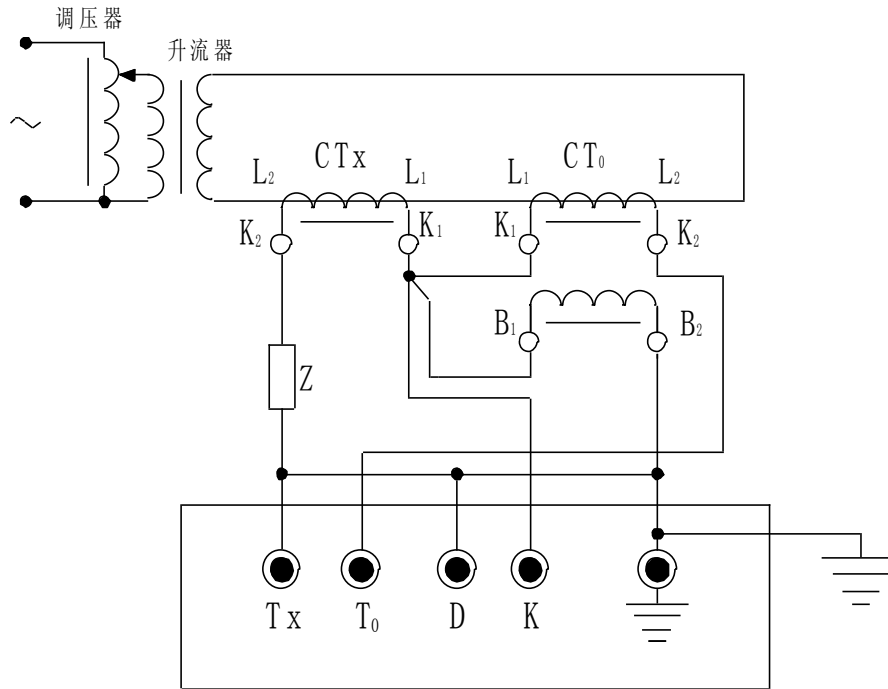 调压器
升流器
~
CTx
CT₀
L₂
L₁
L₁
L₂
K₂
K₁
K₁
K₂
B₁
B₂
Z
Tx
T₀
D
K